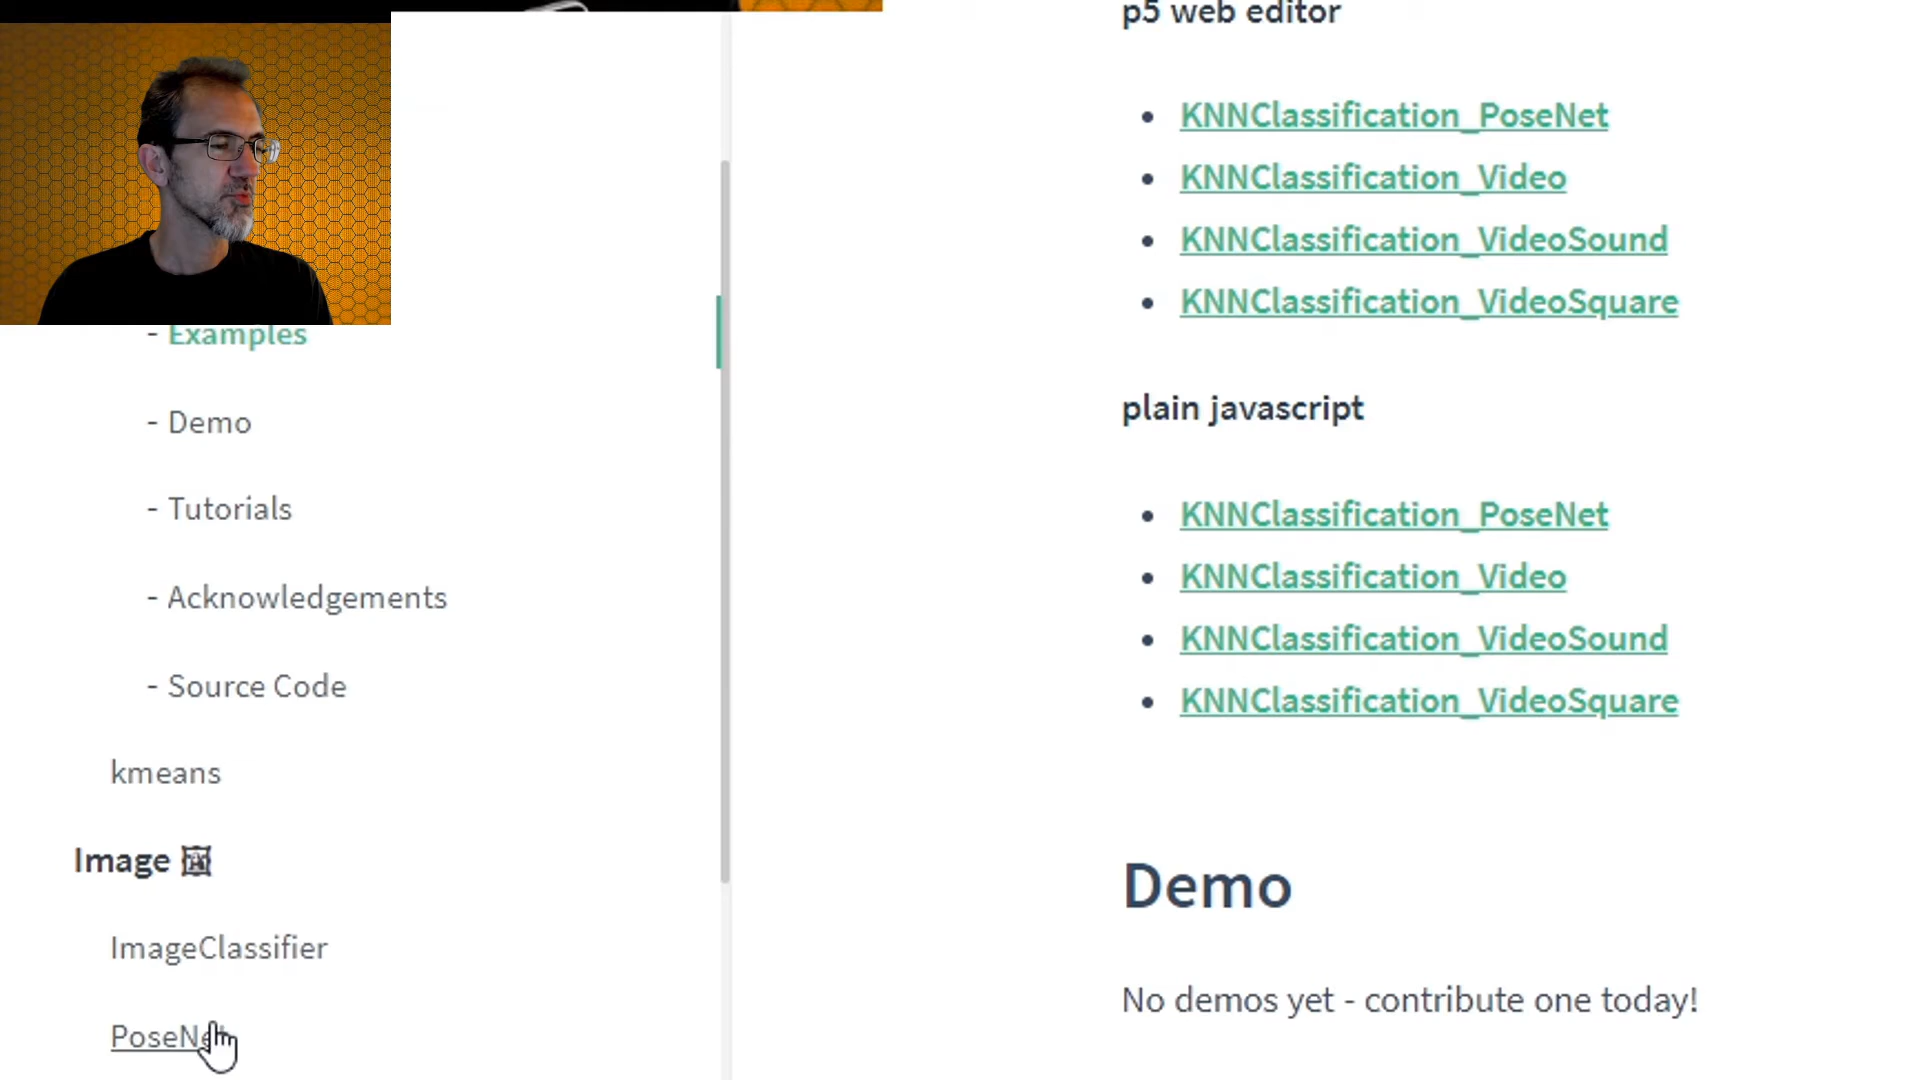 - Examples
- Demo
- Tutorials
- Acknowledgements
- Source Code
kmeans
Image
ImageClassifier
PoseNet
p5 web editor
• KNNClassification_PoseNet
• KNNClassification_Video
• KNNClassification_VideoSound
• KNNClassification_VideoSquare
plain javascript
• KNNClassification_PoseNet
• KNNClassification_Video
• KNNClassification_VideoSound
• KNNClassification_VideoSquare
Demo
No demos yet - contribute one today!